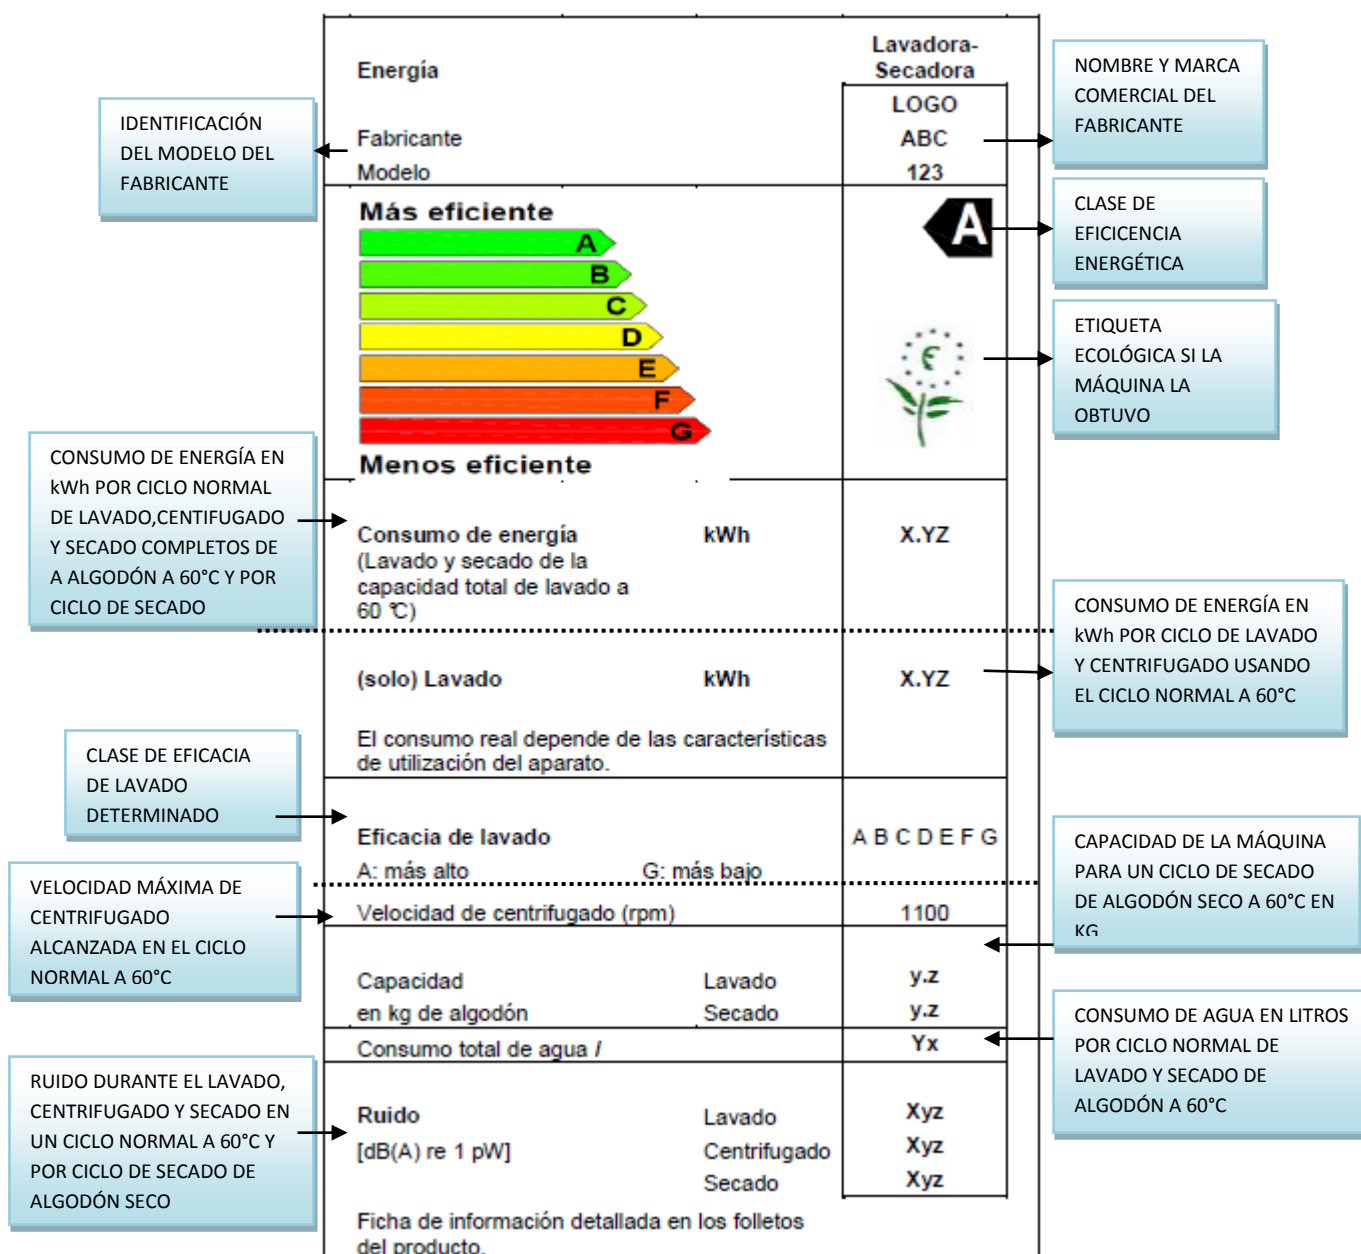 Energía
Lavadora-
Secadora
LOGO
Fabricante
ABC
Modelo
123
IDENTIFICACIÓN
DEL MODELO DEL
FABRICANTE
NOMBRE Y MARCA
COMERCIAL DEL
FABRICANTE
Más eficiente
A
B
C
D
E
F
G
Menos eficiente
A
CLASE DE
EFICICENCIA
ENERGÉTICA
ETIQUETA
ECOLÓGICA SI LA
MÁQUINA LA
OBTUVO
CONSUMO DE ENERGÍA EN
kWh POR CICLO NORMAL
DE LAVADO,CENTIFUGADO
Y SECADO COMPLETOS DE
A ALGODÓN A 60°C Y POR
CICLO DE SECADO
Consumo de energía kWh X.YZ
(Lavado y secado de la
capacidad total de lavado a
60 °C)
(solo) Lavado kWh X.YZ
CONSUMO DE ENERGÍA EN
kWh POR CICLO DE LAVADO
Y CENTRIFUGADO USANDO
EL CICLO NORMAL A 60°C
El consumo real depende de las características
de utilización del aparato.
CLASE DE EFICACIA
DE LAVADO
DETERMINADO
Eficacia de lavado A B C D E F G
A: más alto G: más bajo
VELOCIDAD MÁXIMA DE
CENTRIFUGADO
ALCANZADA EN EL CICLO
NORMAL A 60°C
Velocidad de centrifugado (rpm) 1100
CAPACIDAD DE LA MÁQUINA
PARA UN CICLO DE SECADO
DE ALGODÓN SECO A 60°C EN
KG
Capacidad Lavado y.z
en kg de algodón Secado y.z
Consumo total de agua l Yx
CONSUMO DE AGUA EN LITROS
POR CICLO NORMAL DE
LAVADO Y SECADO DE
ALGODÓN A 60°C
RUIDO DURANTE EL LAVADO,
CENTRIFUGADO Y SECADO EN
UN CICLO NORMAL A 60°C Y
POR CICLO DE SECADO DE
ALGODÓN SECO
Ruido Lavado Xyz
[dB(A) re 1 pW] Centrifugado Xyz
Secado Xyz
Ficha de información detallada en los folletos
del producto.